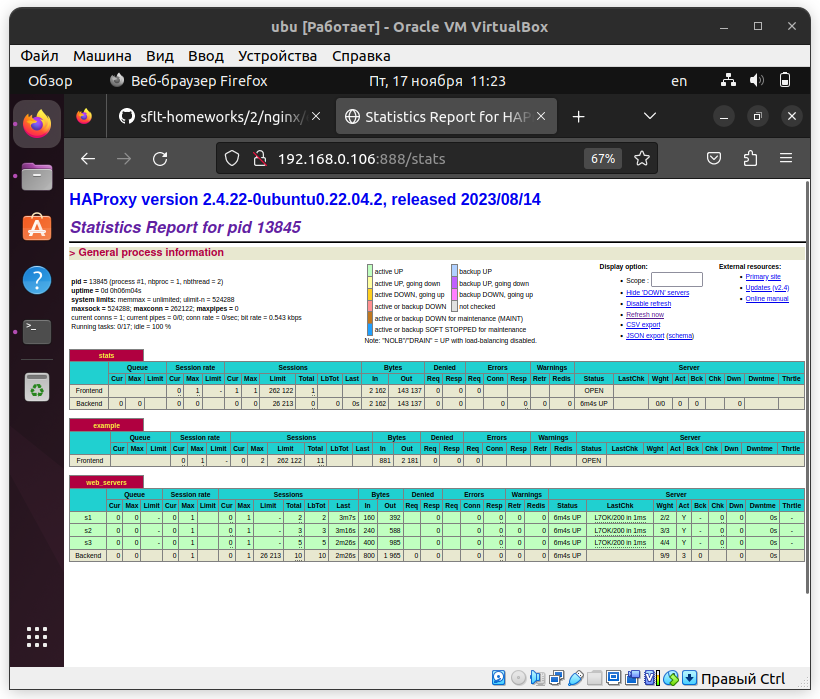 ubu [Работает] - Oracle VM VirtualBox
Файл Машина Вид Ввод Устройства Справка
Обзор Веб-браузер Firefox Пт, 17 ноября 11:23 en
sflt-homeworks/2/nginx/ Statistics Report for HAP
192.168.0.106:888/stats 67%
HAProxy version 2.4.22-0ubuntu0.22.04.2, released 2023/08/14
Statistics Report for pid 13845
> General process information
pid = 13845 (process #1, nbproc = 1, nbthread = 2)
uptime = 0d 0h06m04s
system limits: memmax = unlimited; ulimit-n = 524288
maxsock = 524288; maxconn = 262122; maxpipes = 0
current conns = 1; current pipes = 0/0; conn rate = 0/sec; bit rate = 0.543 kbps
Running tasks: 0/17; idle = 100 %
active UP backup UP
active UP, going down backup UP, going down
active DOWN, going up backup DOWN, going up
active or backup DOWN not checked
active or backup DOWN for maintenance (MAINT)
active or backup SOFT STOPPED for maintenance
Note: "NOLB"/"DRAIN" = UP with load-balancing disabled.
Display option:
Scope :
Hide 'DOWN' servers
Disable refresh
Refresh now
CSV export
JSON export (schema)
External resources:
Primary site
Updates (v2.4)
Online manual
stats
Queue Session rate Sessions Bytes Denied Errors Warnings Server
Cur Max Limit Cur Max Limit Cur Max Limit Total LbTot Last In Out Req Resp Req Conn Resp Retr Redis Status LastChk Wght Act Bck Chk Dwn Dwntme Thrtle
Frontend 0 1 - 1 1 262 122 1 2 162 143 137 0 0 0 OPEN
Backend 0 0 0 0 0 0 26 213 0 0 0s 2 162 143 137 0 0 0 0 0 0 6m4s UP 0/0 0 0 0
example
Queue Session rate Sessions Bytes Denied Errors Warnings Server
Cur Max Limit Cur Max Limit Cur Max Limit Total LbTot Last In Out Req Resp Req Conn Resp Retr Redis Status LastChk Wght Act Bck Chk Dwn Dwntme Thrtle
Frontend 0 1 - 0 2 262 122 11 881 2 181 0 0 0 OPEN
web_servers
Queue Session rate Sessions Bytes Denied Errors Warnings Server
Cur Max Limit Cur Max Limit Cur Max Limit Total LbTot Last In Out Req Resp Req Conn Resp Retr Redis Status LastChk Wght Act Bck Chk Dwn Dwntme Thrtle
s1 0 0 - 0 1 0 1 - 2 2 3m7s 160 392 0 0 0 0 0 6m4s UP L7OK/200 in 1ms 2/2 Y - 0 0 0s -
s2 0 0 - 0 1 0 1 - 3 3 3m16s 240 588 0 0 0 0 0 6m4s UP L7OK/200 in 1ms 3/3 Y - 0 0 0s -
s3 0 0 - 0 1 0 1 - 5 5 2m26s 400 985 0 0 0 0 0 6m4s UP L7OK/200 in 1ms 4/4 Y - 0 0 0s -
Backend 0 0 0 1 0 1 26 213 10 10 2m26s 800 1 965 0 0 0 0 0 0 6m4s UP 9/9 3 0 0 0s
Правый Ctrl